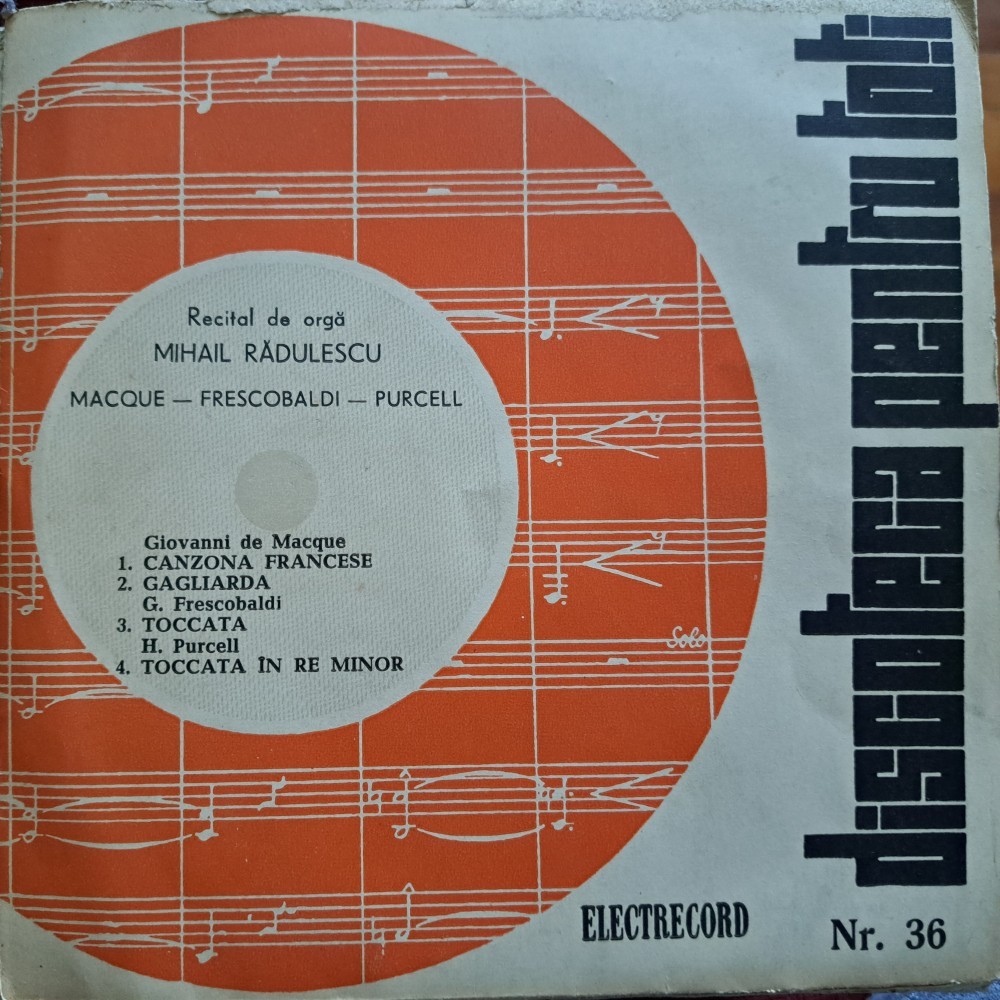 Recital de orgă
MIHAIL RĂDULESCU
MACQUE — FRESCOBALDI — PURCELL
Giovanni de Macque
1. CANZONA FRANCESE
2. GAGLIARDA
G. Frescobaldi
3. TOCCATA
H. Purcell
4. TOCCATA ÎN RE MINOR
Solo
discoteca pentru toți
ELECTRECORD
Nr. 36